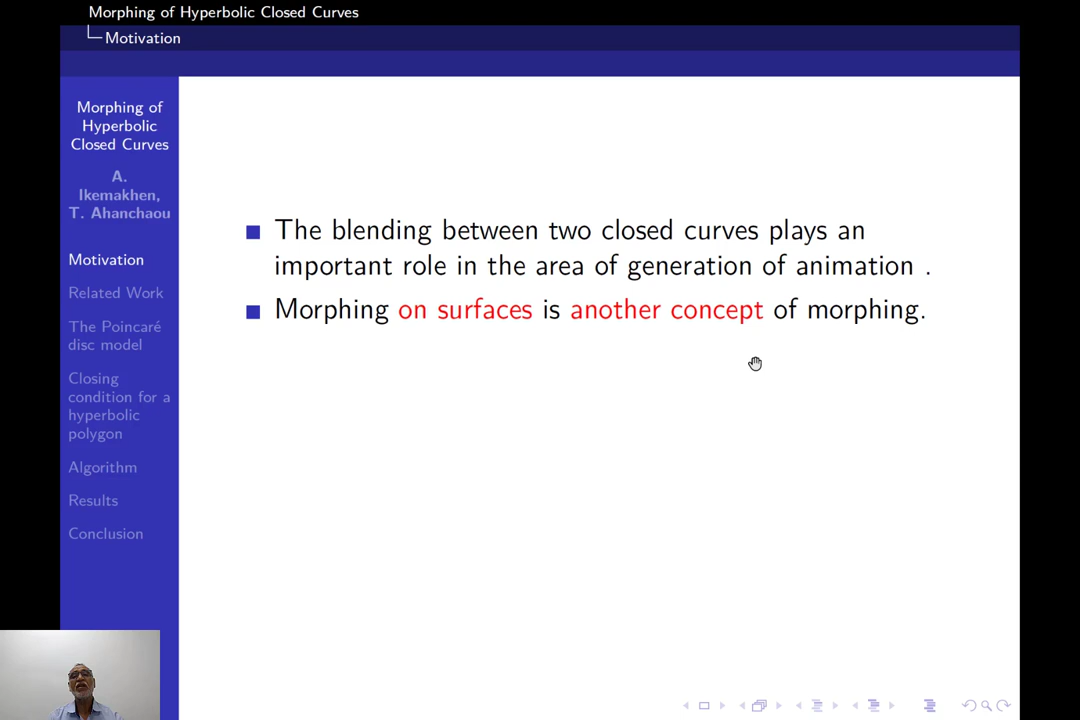 Morphing of Hyperbolic Closed Curves
Motivation
Morphing of
Hyperbolic
Closed Curves
A.
Ikemakhen,
T. Ahanchaou
Motivation
Related Work
The Poincaré
disc model
Closing
condition for a
hyperbolic
polygon
Algorithm
Results
Conclusion
The blending between two closed curves plays an
important role in the area of generation of animation .
Morphing on surfaces is another concept of morphing.